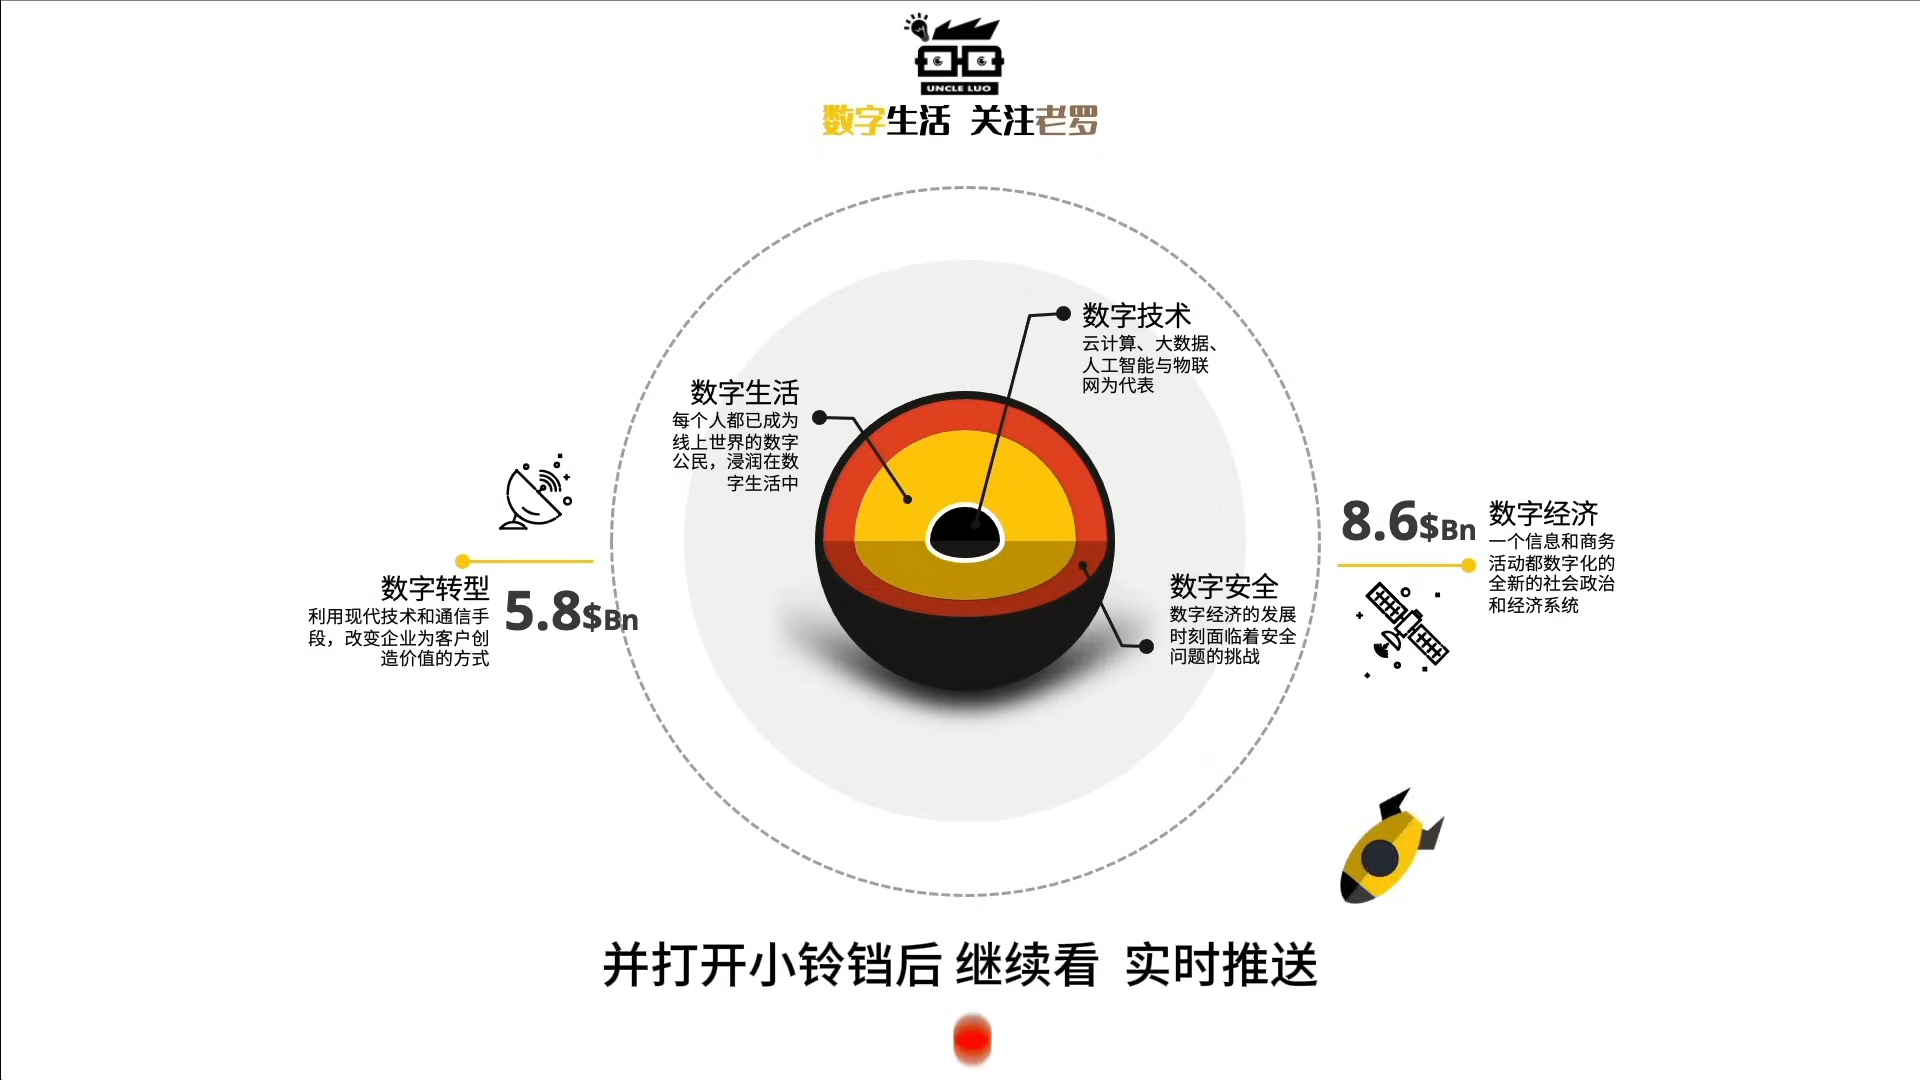 UNCLE LUO
数字生活 关注老罗
数字技术
云计算、大数据、
人工智能与物联
网为代表
数字生活
每个人都已成为
线上世界的数字
公民，浸润在数
字生活中
8.6$Bn
数字经济
一个信息和商务
活动都数字化的
全新的社会政治
和经济系统
数字转型
利用现代技术和通信手
段，改变企业为客户创
造价值的方式
5.8$Bn
数字安全
数字经济的发展
时刻面临着安全
问题的挑战
并打开小铃铛后 继续看 实时推送